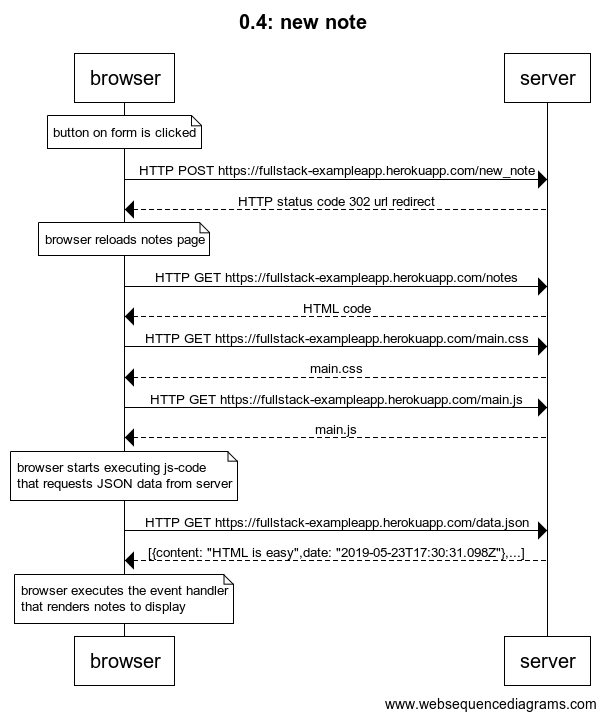 0.4: new note
browser
server
button on form is clicked
HTTP POST https://fullstack-exampleapp.herokuapp.com/new_note
HTTP status code 302 url redirect
browser reloads notes page
HTTP GET https://fullstack-exampleapp.herokuapp.com/notes
HTML code
HTTP GET https://fullstack-exampleapp.herokuapp.com/main.css
main.css
HTTP GET https://fullstack-exampleapp.herokuapp.com/main.js
main.js
browser starts executing js-code
that requests JSON data from server
HTTP GET https://fullstack-exampleapp.herokuapp.com/data.json
[{content: "HTML is easy",date: "2019-05-23T17:30:31.098Z"},...]
browser executes the event handler
that renders notes to display
browser
server
www.websequencediagrams.com